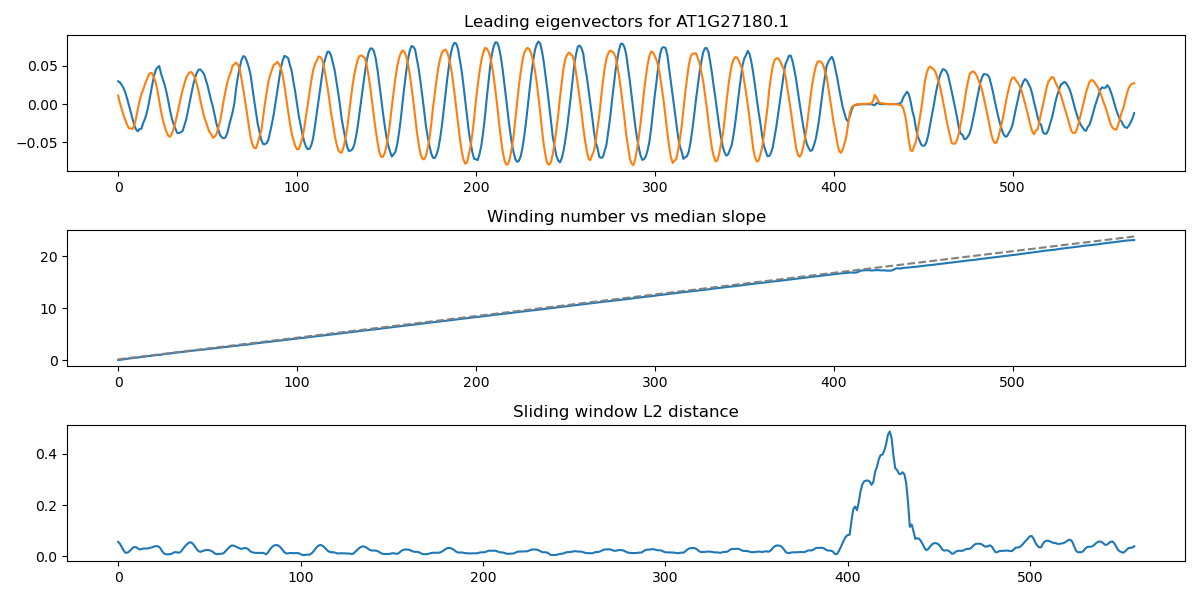 Leading eigenvectors for AT1G27180.1
0.05
0.00
−0.05
0 100 200 300 400 500
Winding number vs median slope
20
10
0
0 100 200 300 400 500
Sliding window L2 distance
0.4
0.2
0.0
0 100 200 300 400 500